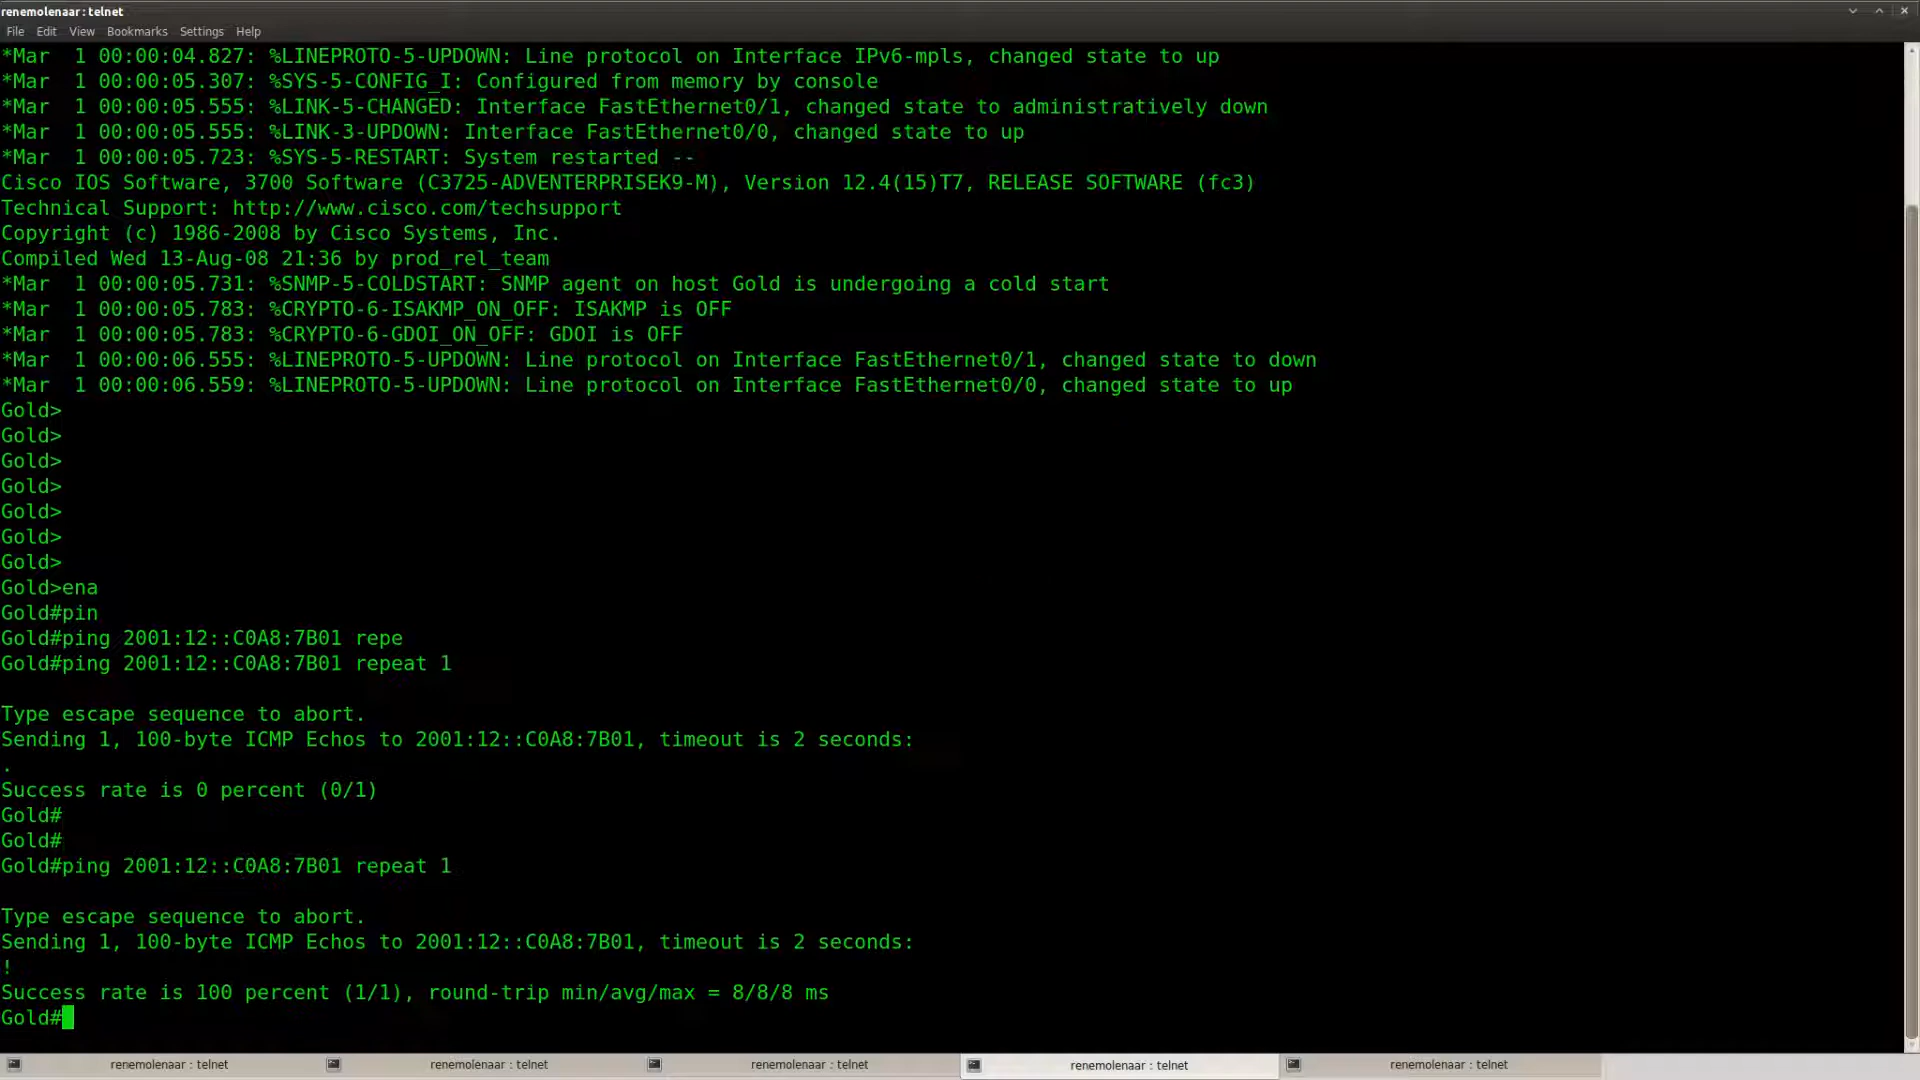 renemolenaar : telnet
File Edit View Bookmarks Settings Help
*Mar  1 00:00:04.827: %LINEPROTO-5-UPDOWN: Line protocol on Interface IPv6-mpls, changed state to up
*Mar  1 00:00:05.307: %SYS-5-CONFIG_I: Configured from memory by console
*Mar  1 00:00:05.555: %LINK-5-CHANGED: Interface FastEthernet0/1, changed state to administratively down
*Mar  1 00:00:05.555: %LINK-3-UPDOWN: Interface FastEthernet0/0, changed state to up
*Mar  1 00:00:05.723: %SYS-5-RESTART: System restarted --
Cisco IOS Software, 3700 Software (C3725-ADVENTERPRISEK9-M), Version 12.4(15)T7, RELEASE SOFTWARE (fc3)
Technical Support: http://www.cisco.com/techsupport
Copyright (c) 1986-2008 by Cisco Systems, Inc.
Compiled Wed 13-Aug-08 21:36 by prod_rel_team
*Mar  1 00:00:05.731: %SNMP-5-COLDSTART: SNMP agent on host Gold is undergoing a cold start
*Mar  1 00:00:05.783: %CRYPTO-6-ISAKMP_ON_OFF: ISAKMP is OFF
*Mar  1 00:00:05.783: %CRYPTO-6-GDOI_ON_OFF: GDOI is OFF
*Mar  1 00:00:06.555: %LINEPROTO-5-UPDOWN: Line protocol on Interface FastEthernet0/1, changed state to down
*Mar  1 00:00:06.559: %LINEPROTO-5-UPDOWN: Line protocol on Interface FastEthernet0/0, changed state to up
Gold>
Gold>
Gold>
Gold>
Gold>
Gold>
Gold>
Gold>ena
Gold#pin
Gold#ping 2001:12::C0A8:7B01 repe
Gold#ping 2001:12::C0A8:7B01 repeat 1
Type escape sequence to abort.
Sending 1, 100-byte ICMP Echos to 2001:12::C0A8:7B01, timeout is 2 seconds:
.
Success rate is 0 percent (0/1)
Gold#
Gold#
Gold#ping 2001:12::C0A8:7B01 repeat 1
Type escape sequence to abort.
Sending 1, 100-byte ICMP Echos to 2001:12::C0A8:7B01, timeout is 2 seconds:
!
Success rate is 100 percent (1/1), round-trip min/avg/max = 8/8/8 ms
Gold#
renemolenaar : telnet renemolenaar : telnet renemolenaar : telnet renemolenaar : telnet renemolenaar : telnet